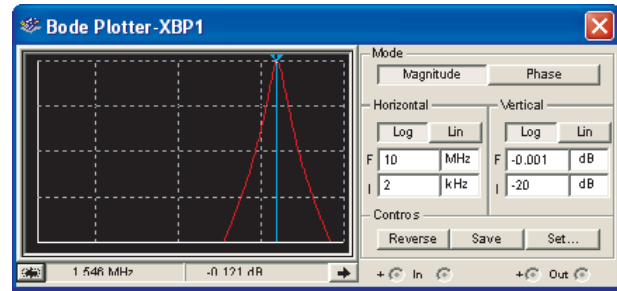 Bode Plotter-XBP1
Mode
Magnitude Phase
Horizontal Vertical
Log Lin Log Lin
F 10 MHz F -0.001 dB
I 2 kHz I -20 dB
Controls
Reverse Save Set...
1.546 MHz -0.121 dB + In + Out